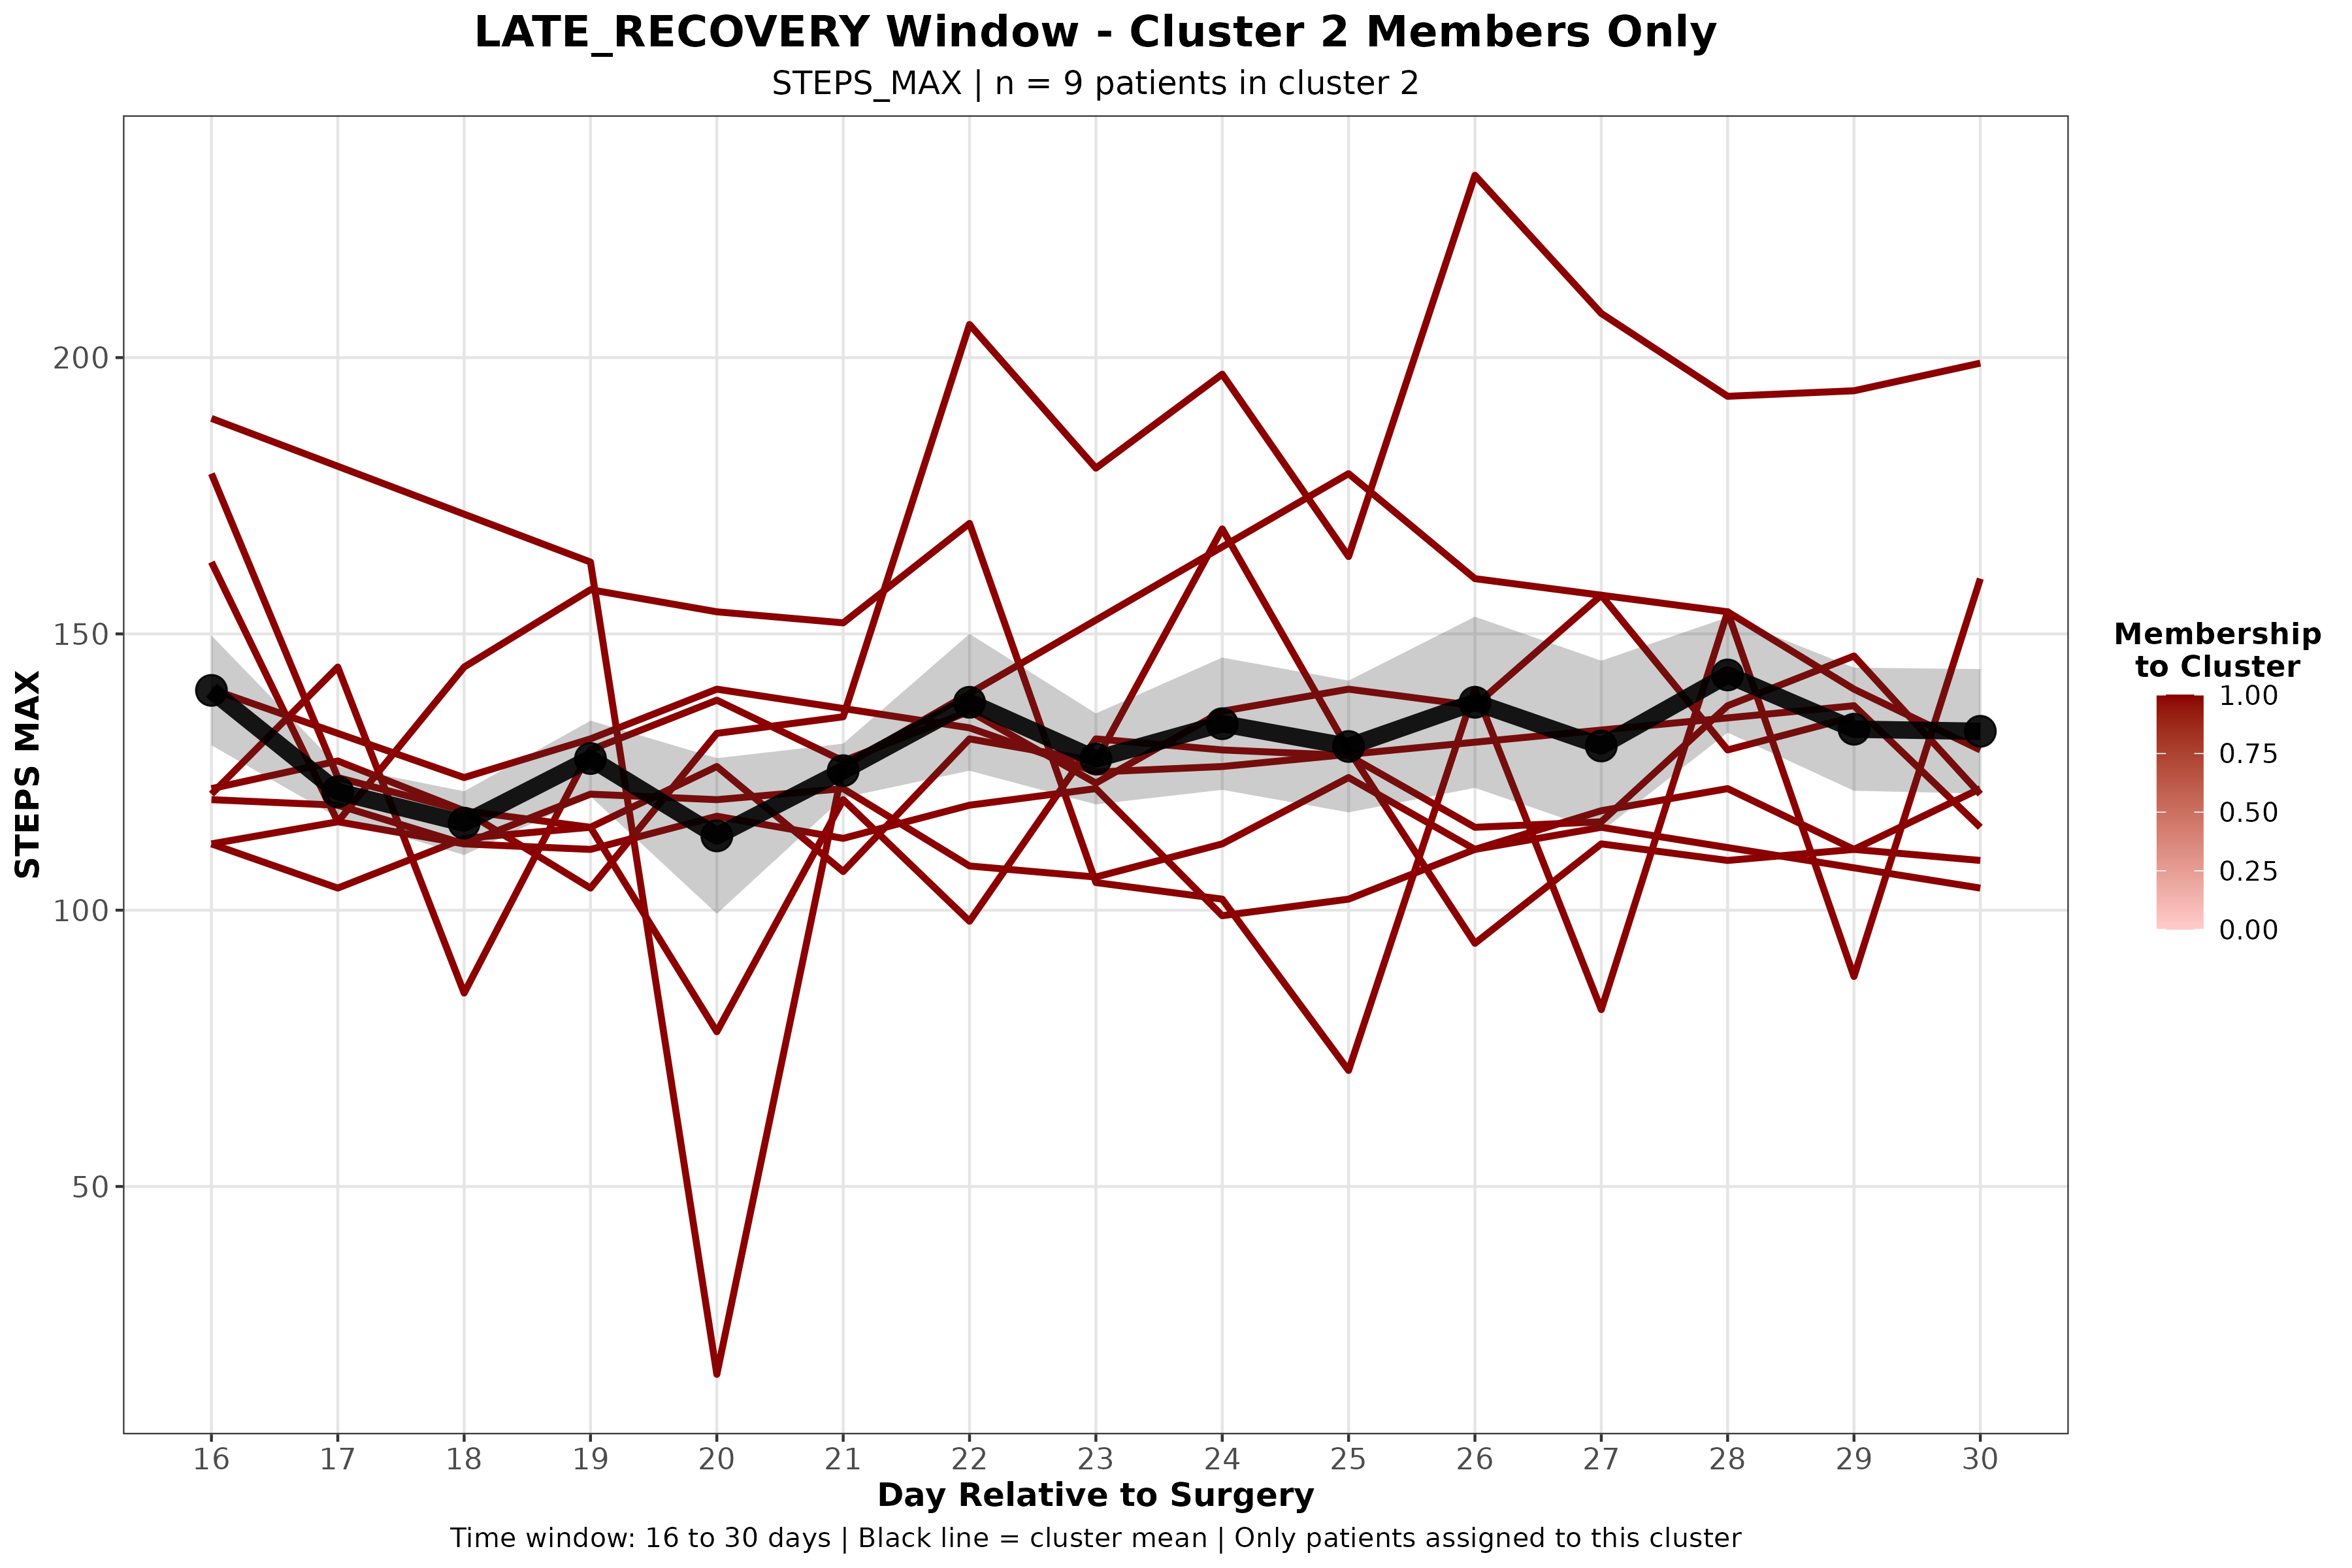 LATE_RECOVERY Window - Cluster 2 Members Only
STEPS_MAX | n = 9 patients in cluster 2
STEPS MAX
200
150
100
50
16 17 18 19 20 21 22 23 24 25 26 27 28 29 30
Day Relative to Surgery
Time window: 16 to 30 days | Black line = cluster mean | Only patients assigned to this cluster
Membership
to Cluster
1.00
0.75
0.50
0.25
0.00